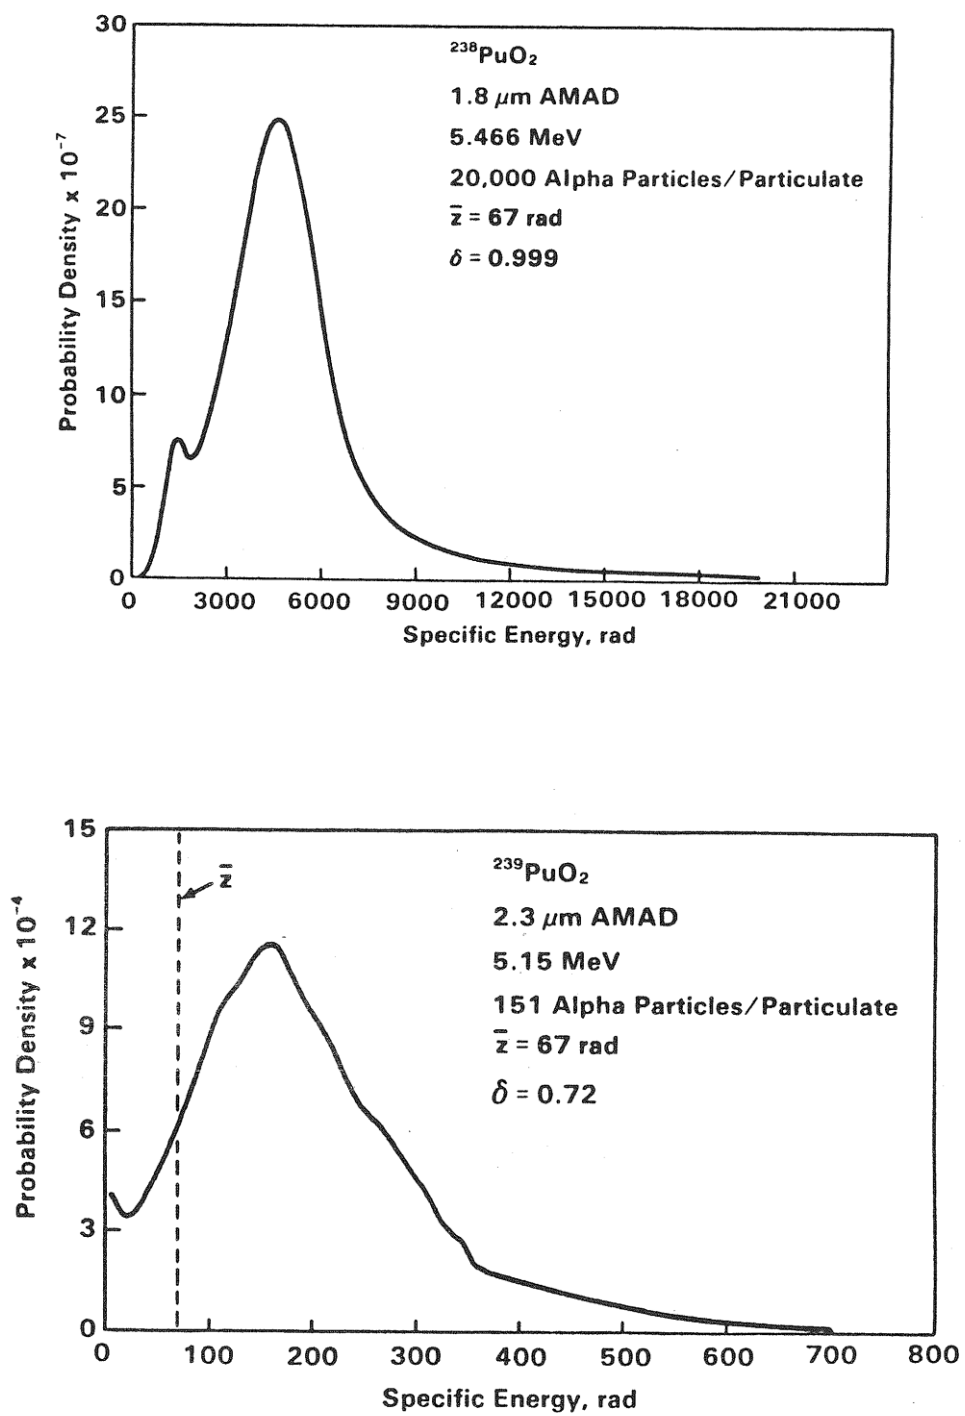 30
25
20
15
10
5
0
Probability Density x 10⁻⁷
²³⁸PuO₂
1.8 μm AMAD
5.466 MeV
20,000 Alpha Particles/Particulate
z̄ = 67 rad
δ = 0.999
0 3000 6000 9000 12000 15000 18000 21000
Specific Energy, rad
15
12
9
6
3
0
Probability Density x 10⁻⁴
z̄
²³⁹PuO₂
2.3 μm AMAD
5.15 MeV
151 Alpha Particles/Particulate
z̄ = 67 rad
δ = 0.72
0 100 200 300 400 500 600 700 800
Specific Energy, rad